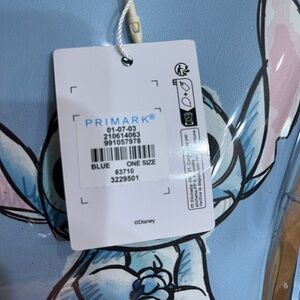 PRIMARK®
01-07-03
210614063
991057978
BLUE ONE SIZE
83710
3229501
©Disney